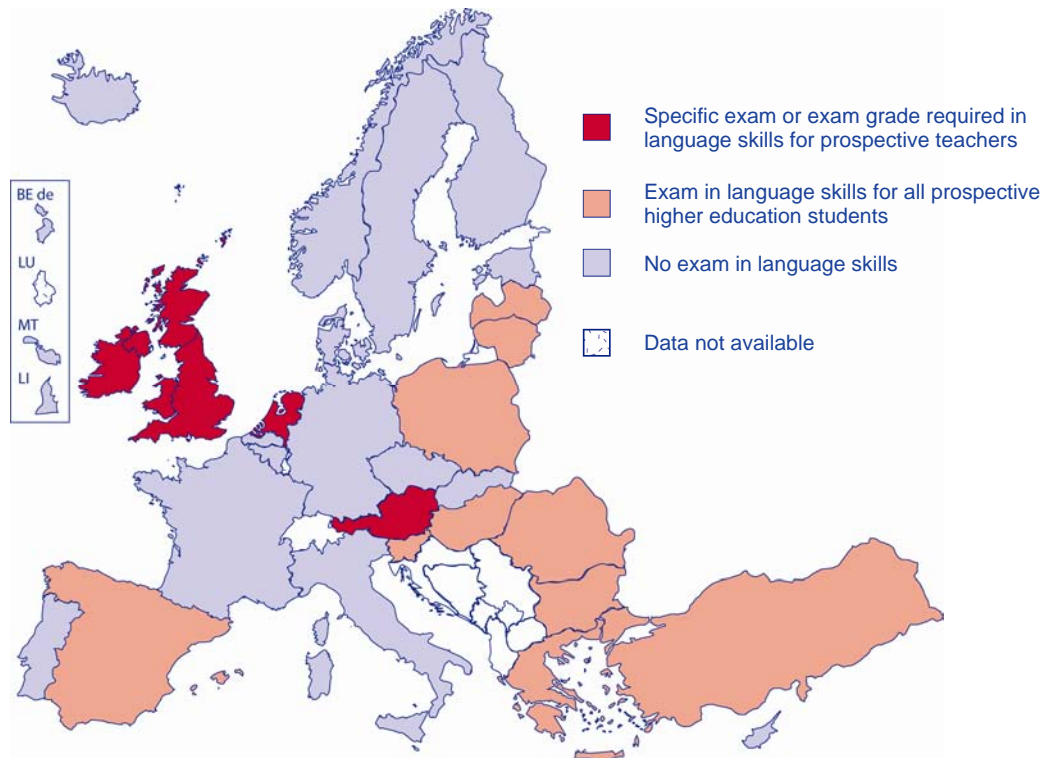 Specific exam or exam grade required in
language skills for prospective teachers
Exam in language skills for all prospective
higher education students
No exam in language skills
Data not available
BE de
LU
MT
LI